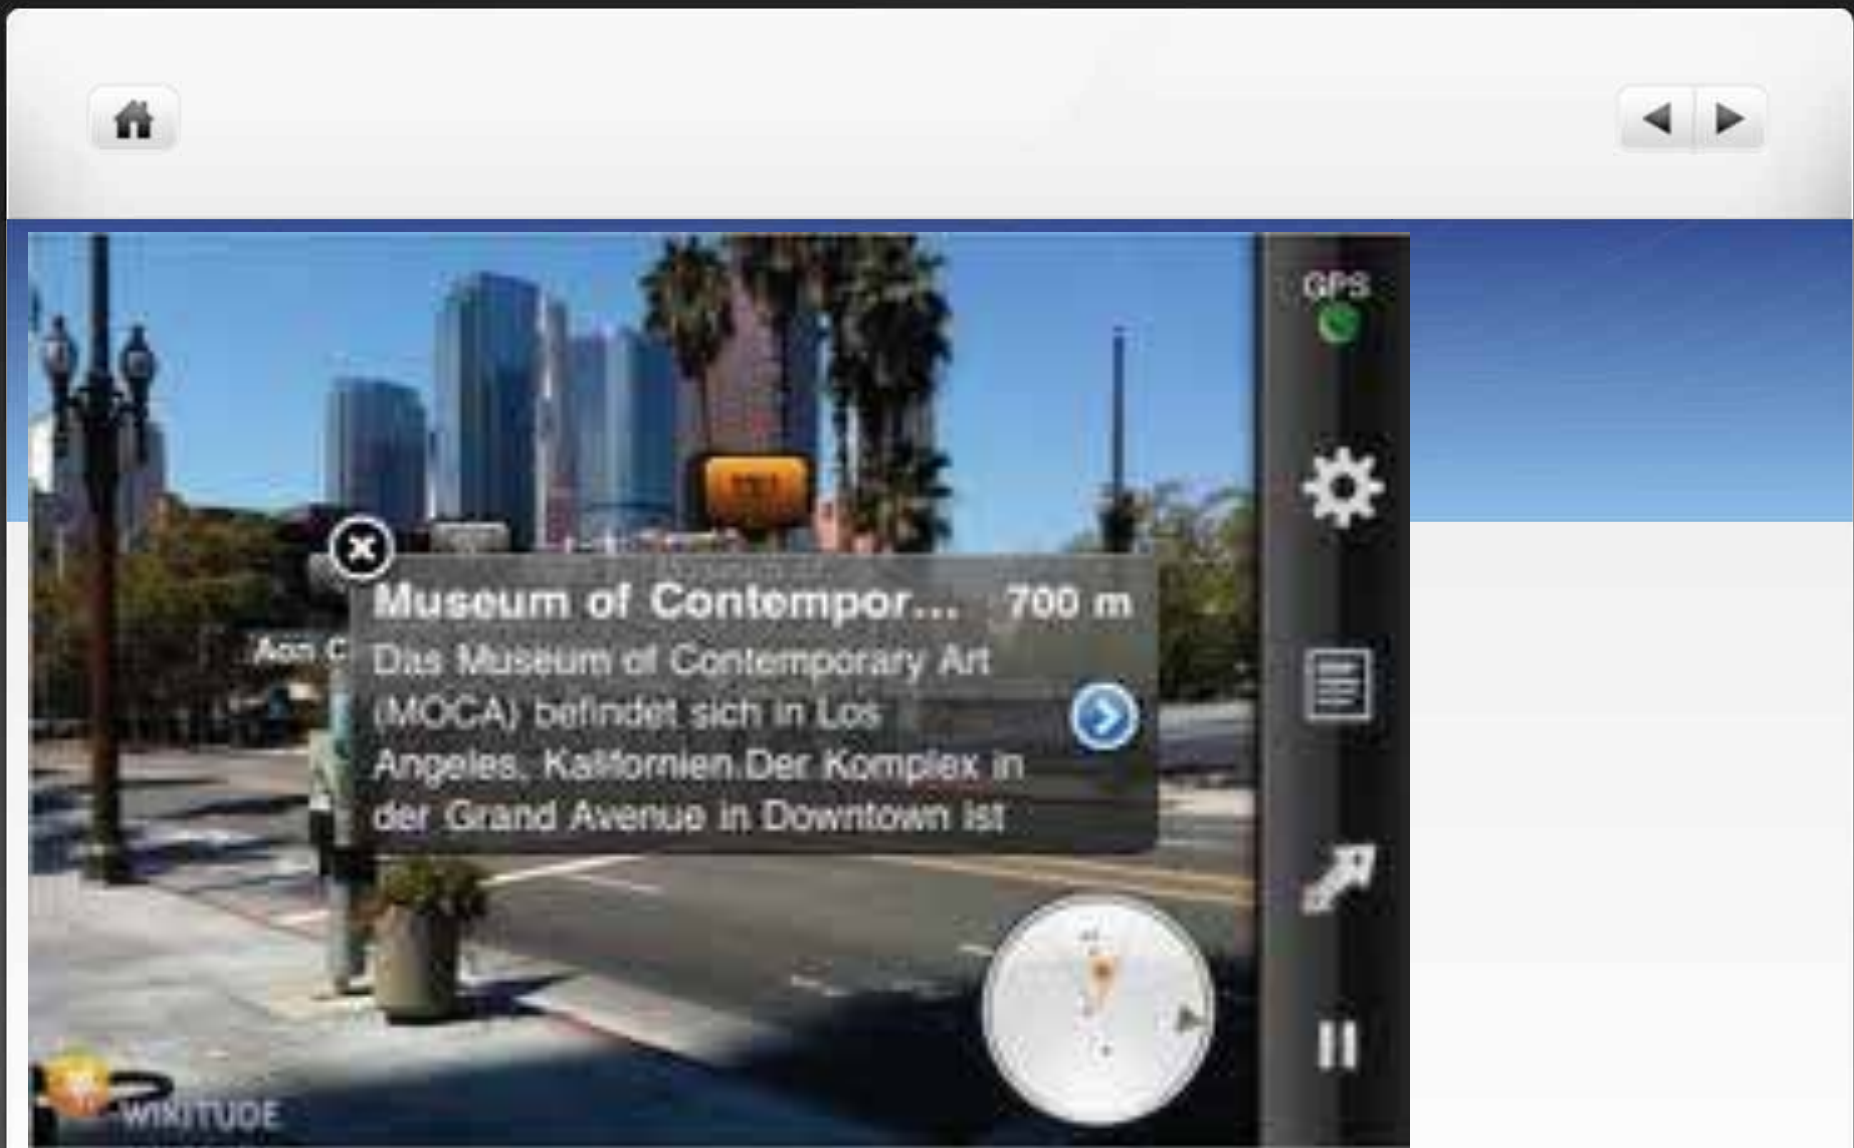 GPS
Museum of Contempor... 700 m
Aon C
Das Museum of Contemporary Art
(MOCA) befindet sich in Los
Angeles, Kalifornien.Der Komplex in
der Grand Avenue in Downtown ist
WIKITUDE